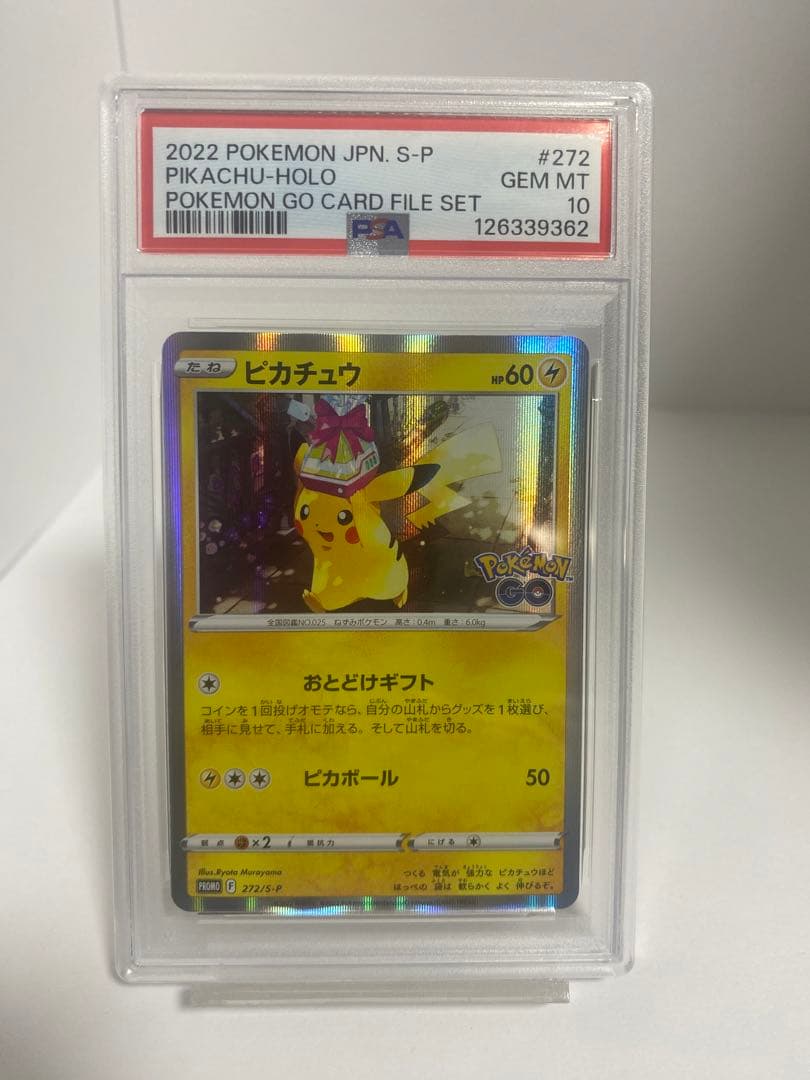 2022 POKEMON JPN. S-P #272
PIKACHU-HOLO GEM MT
POKEMON GO CARD FILE SET 10
PSA 126339362
たね ピカチュウ HP60
Pokémon GO
全国図鑑NO.025 ねずみポケモン 高さ:0.4m 重さ:6.0kg
おとどけギフト
コインを1回投げオモテなら、自分の山札からグッズを1枚選び、
相手に見せて、手札に加える。そして山札を切る。
ピカボール 50
弱点 ×2 抵抗力 にげる
Illus.Ryota Murayama
PROMO F 272/S-P
つくる 電気が 強力な ピカチュウほど
ほっぺの 袋は 軟らかく よく 伸びるぞ。